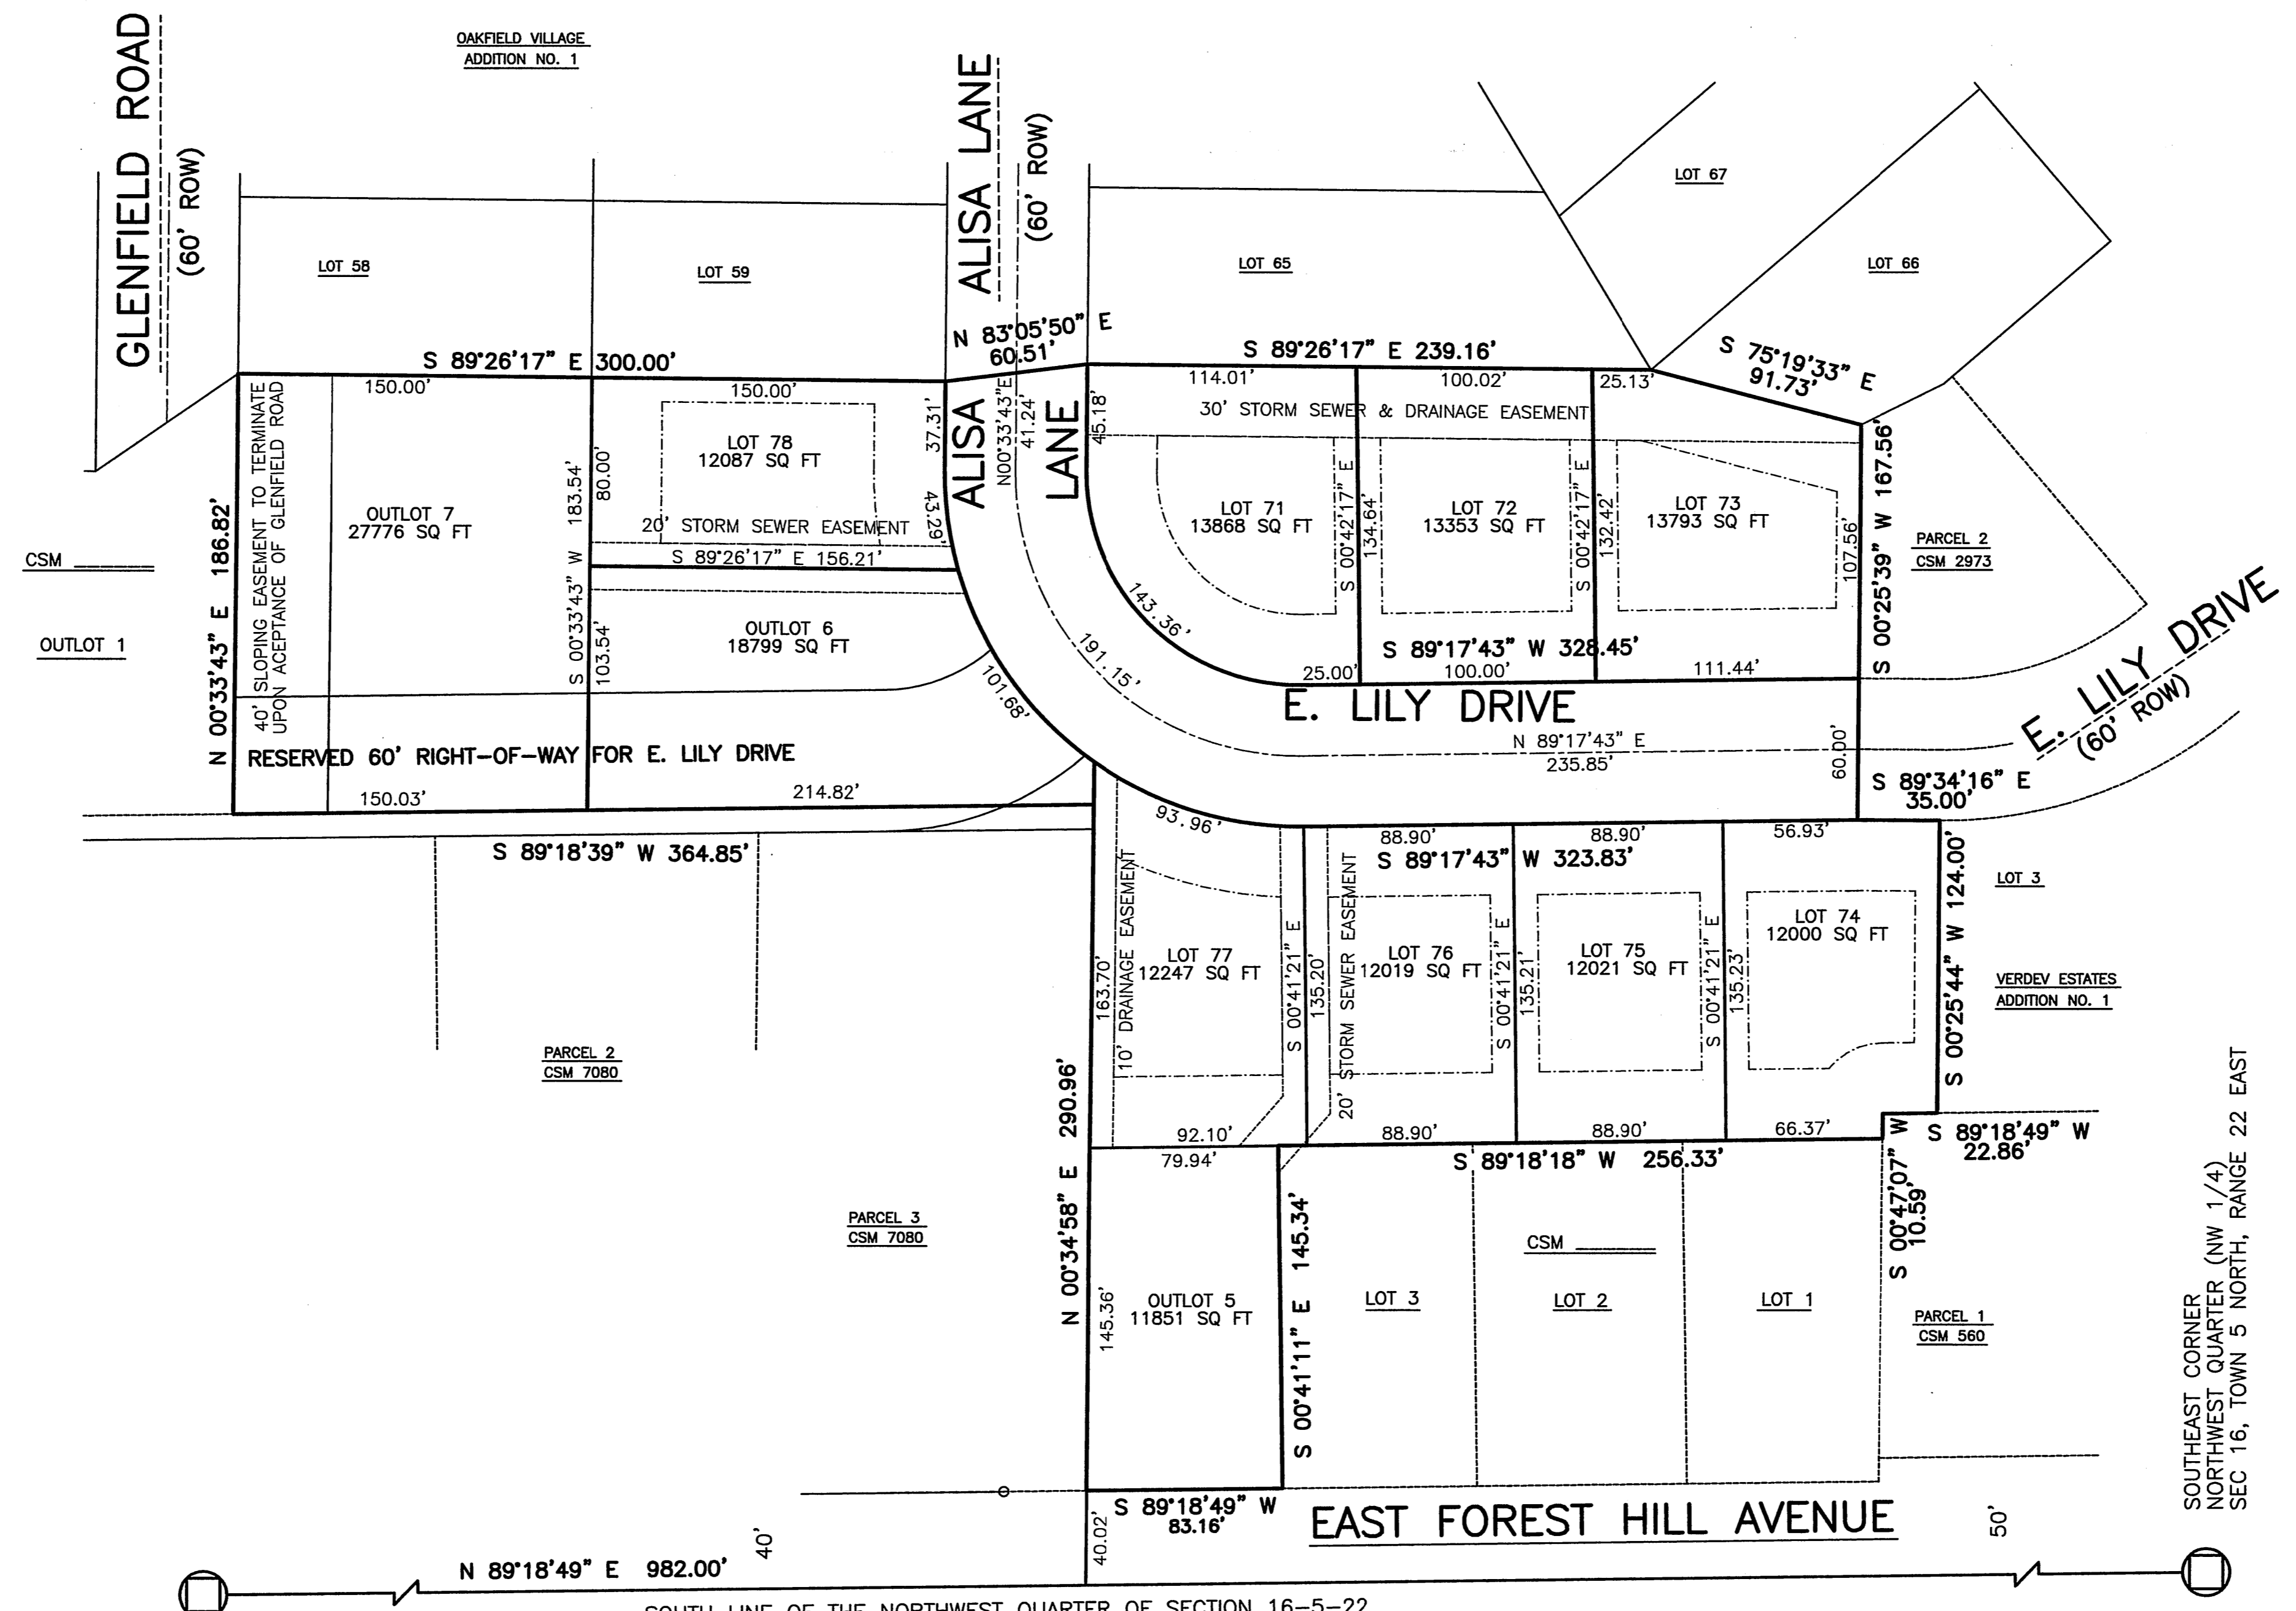 GLENFIELD ROAD
(60' ROW)
OAKFIELD VILLAGE
ADDITION NO. 1
ALISA LANE
(60' ROW)
LOT 67
LOT 58
LOT 59
LOT 65
LOT 66
N 83°05'50" E
60.51'
S 89°26'17" E 300.00'
S 89°26'17" E 239.16'
S 75°19'33" E
91.73'
150.00'
150.00'
114.01'
100.02'
25.13'
40' SLOPING EASEMENT TO TERMINATE
UPON ACEPTANCE OF GLENFIELD ROAD
37.31'
ALISA
N00°33'43"E
41.24'
LANE
45.18'
30' STORM SEWER & DRAINAGE EASEMENT
LOT 78
12087 SQ FT
80.00'
183.54'
S 00°33'43" W
103.54'
OUTLOT 7
27776 SQ FT
20' STORM SEWER EASEMENT
43.29'
S 89°26'17" E 156.21'
LOT 71
13868 SQ FT
S 00°42'17" E
134.64'
LOT 72
13353 SQ FT
S 00°42'17" E
132.42'
LOT 73
13793 SQ FT
107.56'
S 00°25'39" W 167.56'
PARCEL 2
CSM 2973
CSM
OUTLOT 1
N 00°33'43" E 186.82'
OUTLOT 6
18799 SQ FT
101.68'
191.15'
143.36'
S 89°17'43" W 328.45'
25.00'
100.00'
111.44'
E. LILY DRIVE
E. LILY DRIVE
(60' ROW)
N 89°17'43" E
235.85'
60.00'
RESERVED 60' RIGHT-OF-WAY FOR E. LILY DRIVE
150.03'
214.82'
S 89°34'16" E
35.00'
93.96'
88.90'
88.90'
56.93'
S 89°18'39" W 364.85'
S 89°17'43" W 323.83'
S 00°25'44" W 124.00'
LOT 3
VERDEV ESTATES
ADDITION NO. 1
163.70'
10' DRAINAGE EASEMENT
LOT 77
12247 SQ FT
S 00°41'21" E
135.20'
20' STORM SEWER EASEMENT
LOT 76
12019 SQ FT
S 00°41'21" E
135.21'
LOT 75
12021 SQ FT
S 00°41'21" E
135.23'
LOT 74
12000 SQ FT
PARCEL 2
CSM 7080
92.10'
88.90'
88.90'
66.37'
S 89°18'49" W
22.86'
79.94'
S 89°18'18" W 256.33'
S 00°47'07" W
10.59'
N 00°34'58" E 290.96'
PARCEL 3
CSM 7080
145.36'
OUTLOT 5
11851 SQ FT
S 00°41'11" E 145.34'
CSM
LOT 3
LOT 2
LOT 1
PARCEL 1
CSM 560
SOUTHEAST CORNER
NORTHWEST QUARTER (NW 1/4)
SEC 16, TOWN 5 NORTH, RANGE 22 EAST
S 89°18'49" W
83.16'
40.02'
EAST FOREST HILL AVENUE
40'
50'
N 89°18'49" E 982.00'
SOUTH LINE OF THE NORTHWEST QUARTER OF SECTION 16-5-22